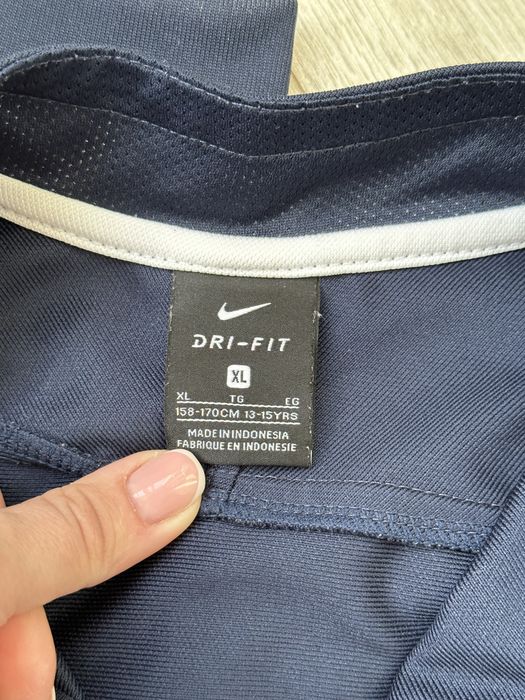 DRI-FIT
XL
XL TG EG
158-170CM 13-15YRS
MADE IN INDONESIA
FABRIQUE EN INDONESIE